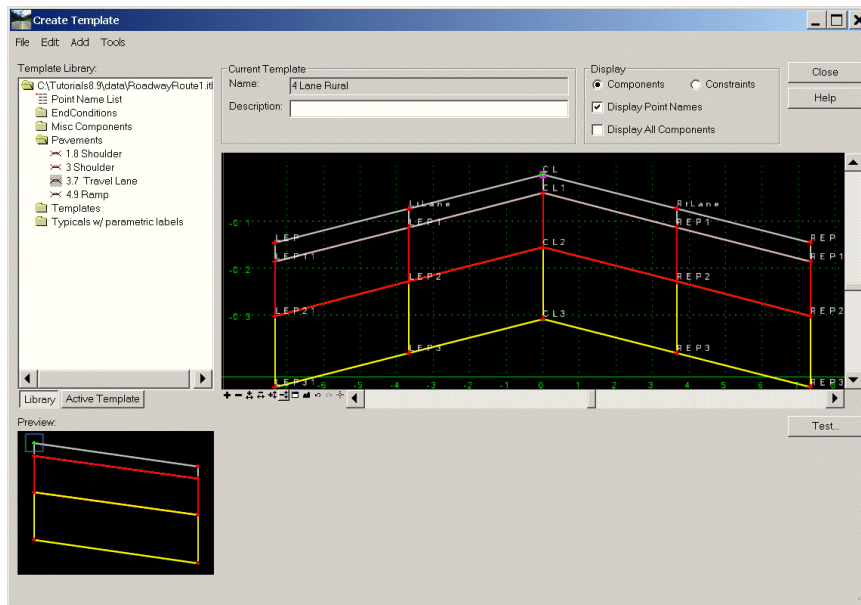 Create Template
File Edit Add Tools
Template Library:
C:\Tutorials8.9\data\RoadwayRoute1.itl
Point Name List
EndConditions
Misc Components
Pavements
1.8 Shoulder
3 Shoulder
3.7 Travel Lane
4.9 Ramp
Templates
Typicals w/ parametric labels
Library Active Template
Current Template
Name: 4 Lane Rural
Description:
Display
Components Constraints
Display Point Names
Display All Components
Close
Help
CL
CL1
LtLane RtLane
-0.1 LEP1 REP1
LEP REP
LEP11 REP1
CL2
-0.2
LEP2 REP2
LEP21 REP2
-0.3 CL3
LEP3 REP3
LEP31 REP3
-6 -5 -4 -3 -2 -1 0 1 2 3 4 5 6 7
Test...
Preview: